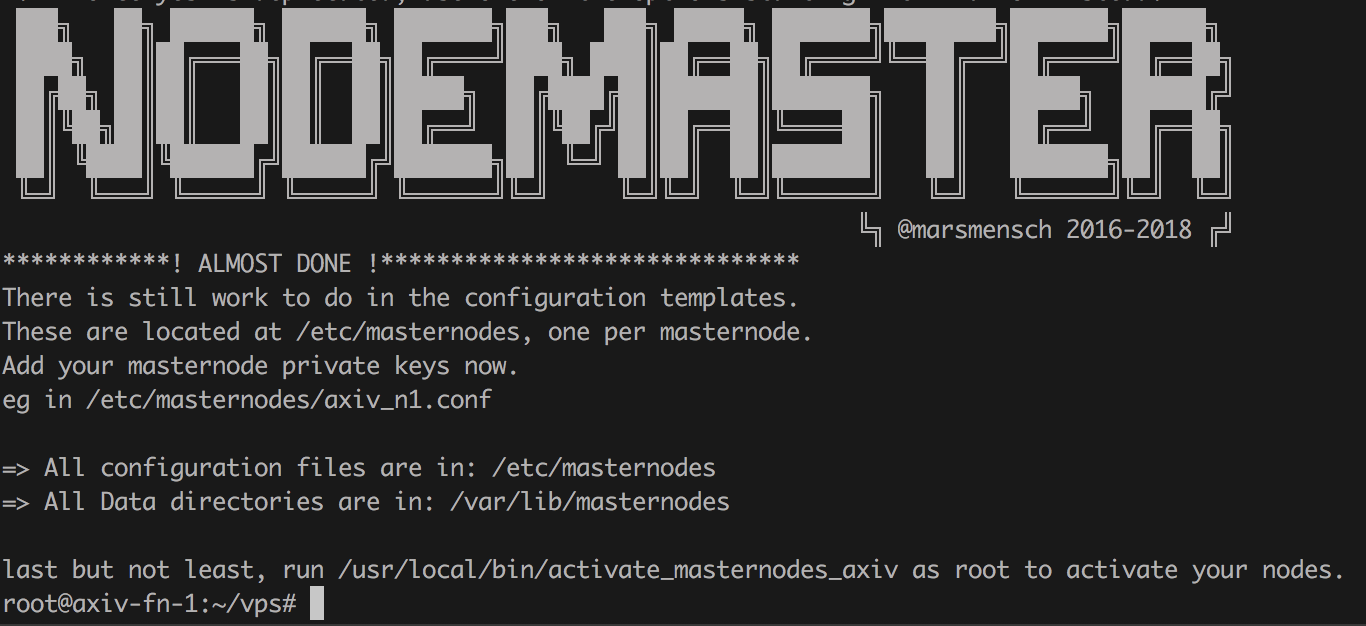 NODEMASTER
@marsmensch 2016-2018
************! ALMOST DONE !******************************
There is still work to do in the configuration templates.
These are located at /etc/masternodes, one per masternode.
Add your masternode private keys now.
eg in /etc/masternodes/axiv_n1.conf
=> All configuration files are in: /etc/masternodes
=> All Data directories are in: /var/lib/masternodes
last but not least, run /usr/local/bin/activate_masternodes_axiv as root to activate your nodes.
root@axiv-fn-1:~/vps#